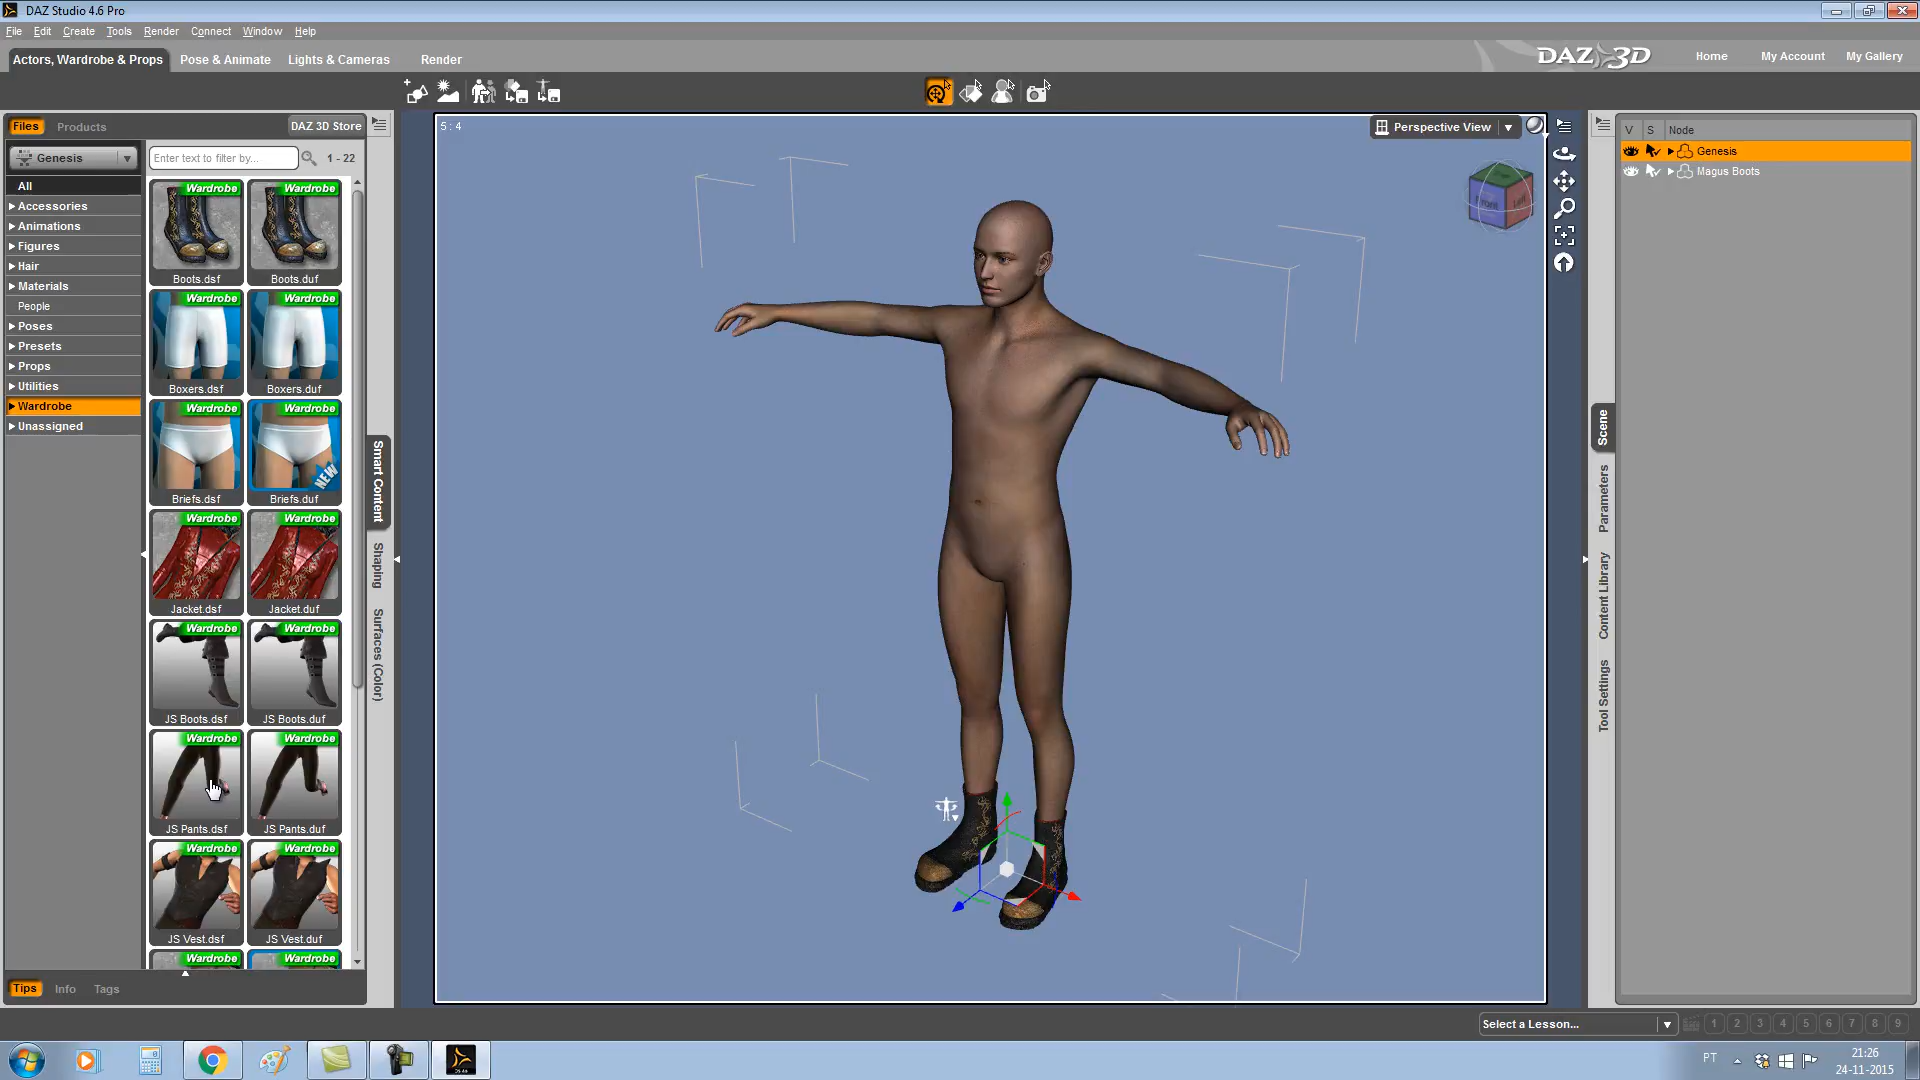 DAZ Studio 4.6 Pro
File Edit Create Tools Render Connect Window Help
Actors, Wardrobe & Props Pose & Animate Lights & Cameras Render
DAZ 3D
Home My Account My Gallery
Files Products DAZ 3D Store
Genesis
Enter text to filter by...
1 - 22
All
Accessories
Animations
Figures
Hair
Materials
People
Poses
Presets
Props
Utilities
Wardrobe
Unassigned
Wardrobe Wardrobe
Boots.dsf Boots.duf
Wardrobe Wardrobe
Boxers.dsf Boxers.duf
Wardrobe Wardrobe
NEW
Briefs.dsf Briefs.duf
Wardrobe Wardrobe
Jacket.dsf Jacket.duf
Wardrobe Wardrobe
JS Boots.dsf JS Boots.duf
Wardrobe Wardrobe
JS Pants.dsf JS Pants.duf
Wardrobe Wardrobe
JS Vest.dsf JS Vest.duf
Wardrobe Wardrobe
Tips Info Tags
Smart Content
Shaping
Surfaces (Color)
5 : 4
Perspective View
Front Left
Scene
Parameters
Content Library
Tool Settings
V S Node
Genesis
Magus Boots
Select a Lesson...
1 2 3 4 5 6 7 8 9
PT
21:26
24-11-2015